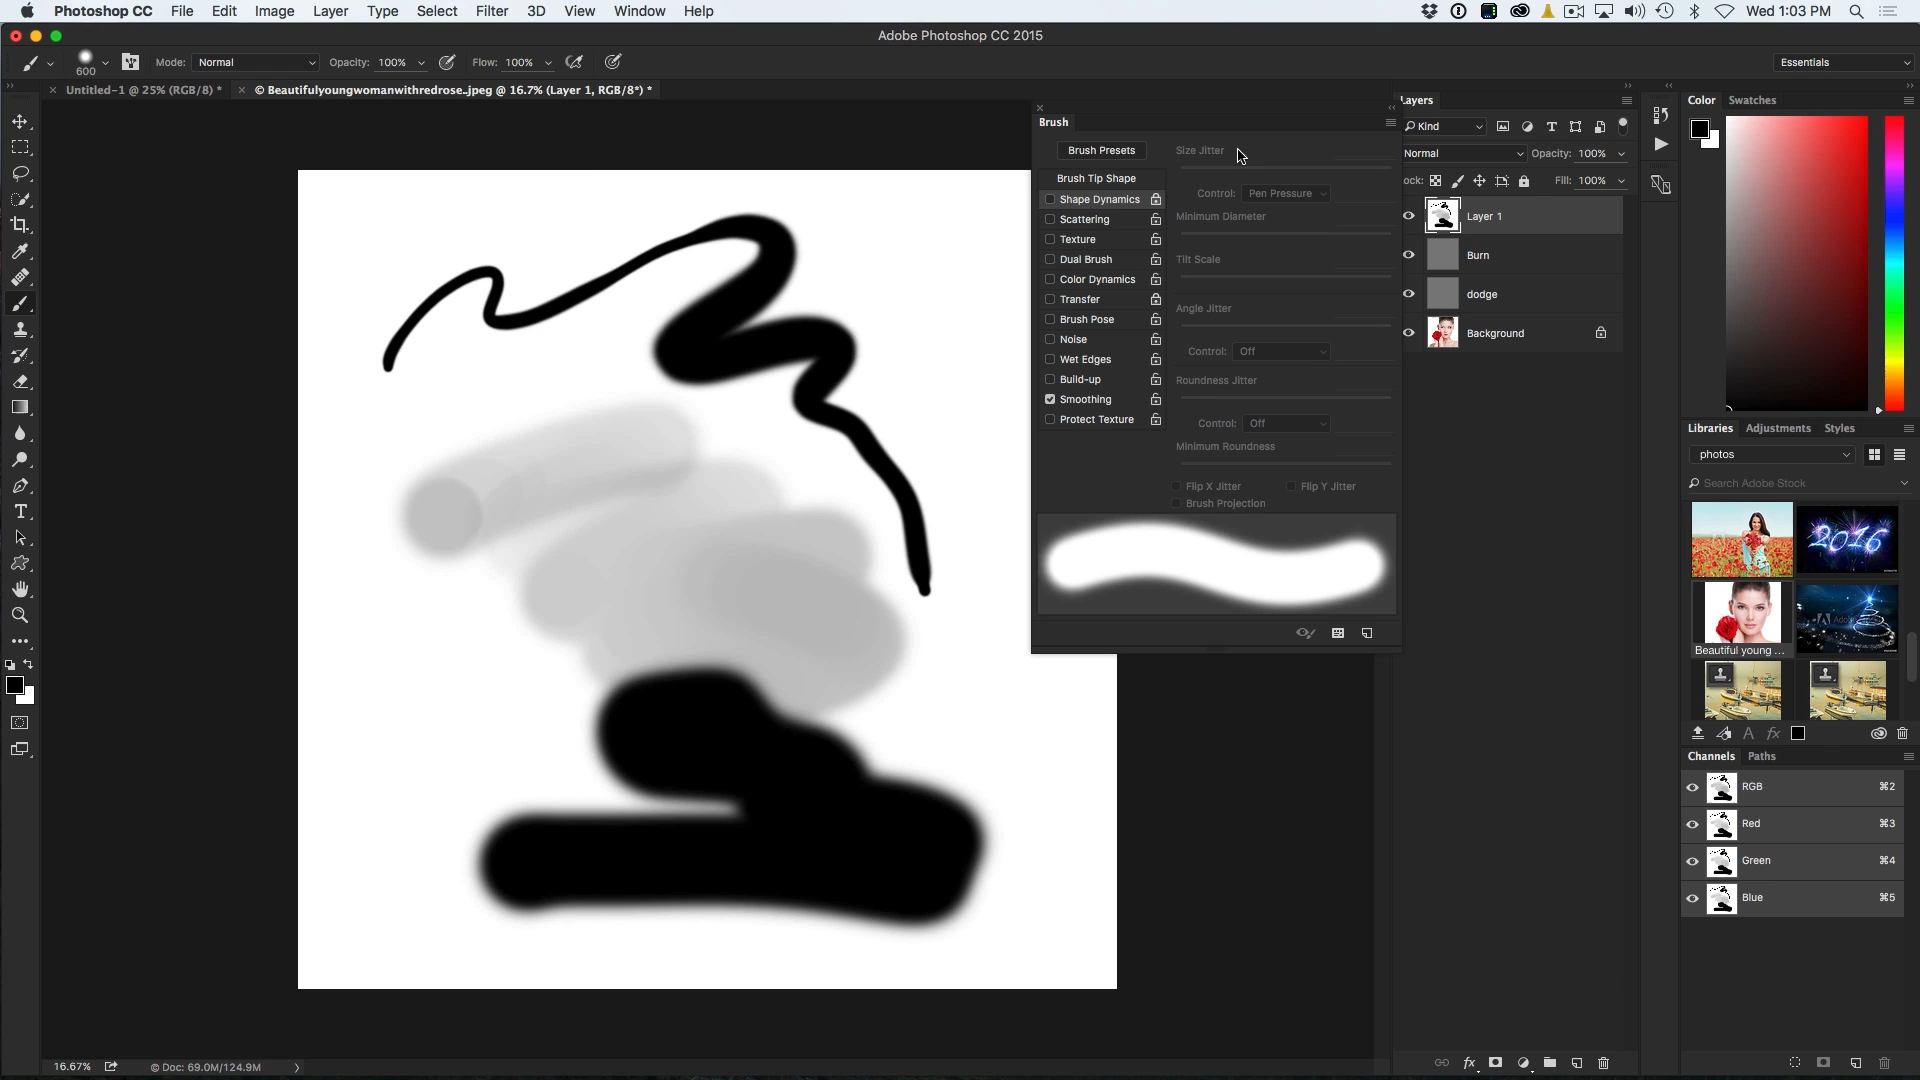 Photoshop CC File Edit Image Layer Type Select Filter 3D View Window Help Wed 1:03 PM
Adobe Photoshop CC 2015
600 Mode: Normal Opacity: 100% Flow: 100% Essentials
Untitled-1 @ 25% (RGB/8) * © Beautifulyoungwomanwithredrose..jpeg @ 16.7% (Layer 1, RGB/8*) *
Brush
Brush Presets
Brush Tip Shape
Shape Dynamics
Scattering
Texture
Dual Brush
Color Dynamics
Transfer
Brush Pose
Noise
Wet Edges
Build-up
Smoothing
Protect Texture
Size Jitter
Control: Pen Pressure
Minimum Diameter
Tilt Scale
Angle Jitter
Control: Off
Roundness Jitter
Control: Off
Minimum Roundness
Flip X Jitter Flip Y Jitter
Brush Projection
Layers
Kind
Normal Opacity: 100%
ock: Fill: 100%
Layer 1
Burn
dodge
Background
Color Swatches
Libraries Adjustments Styles
photos
Search Adobe Stock
2016
Beautiful young ...
Channels Paths
RGB ⌘2
Red ⌘3
Green ⌘4
Blue ⌘5
16.67% © Doc: 69.0M/124.9M